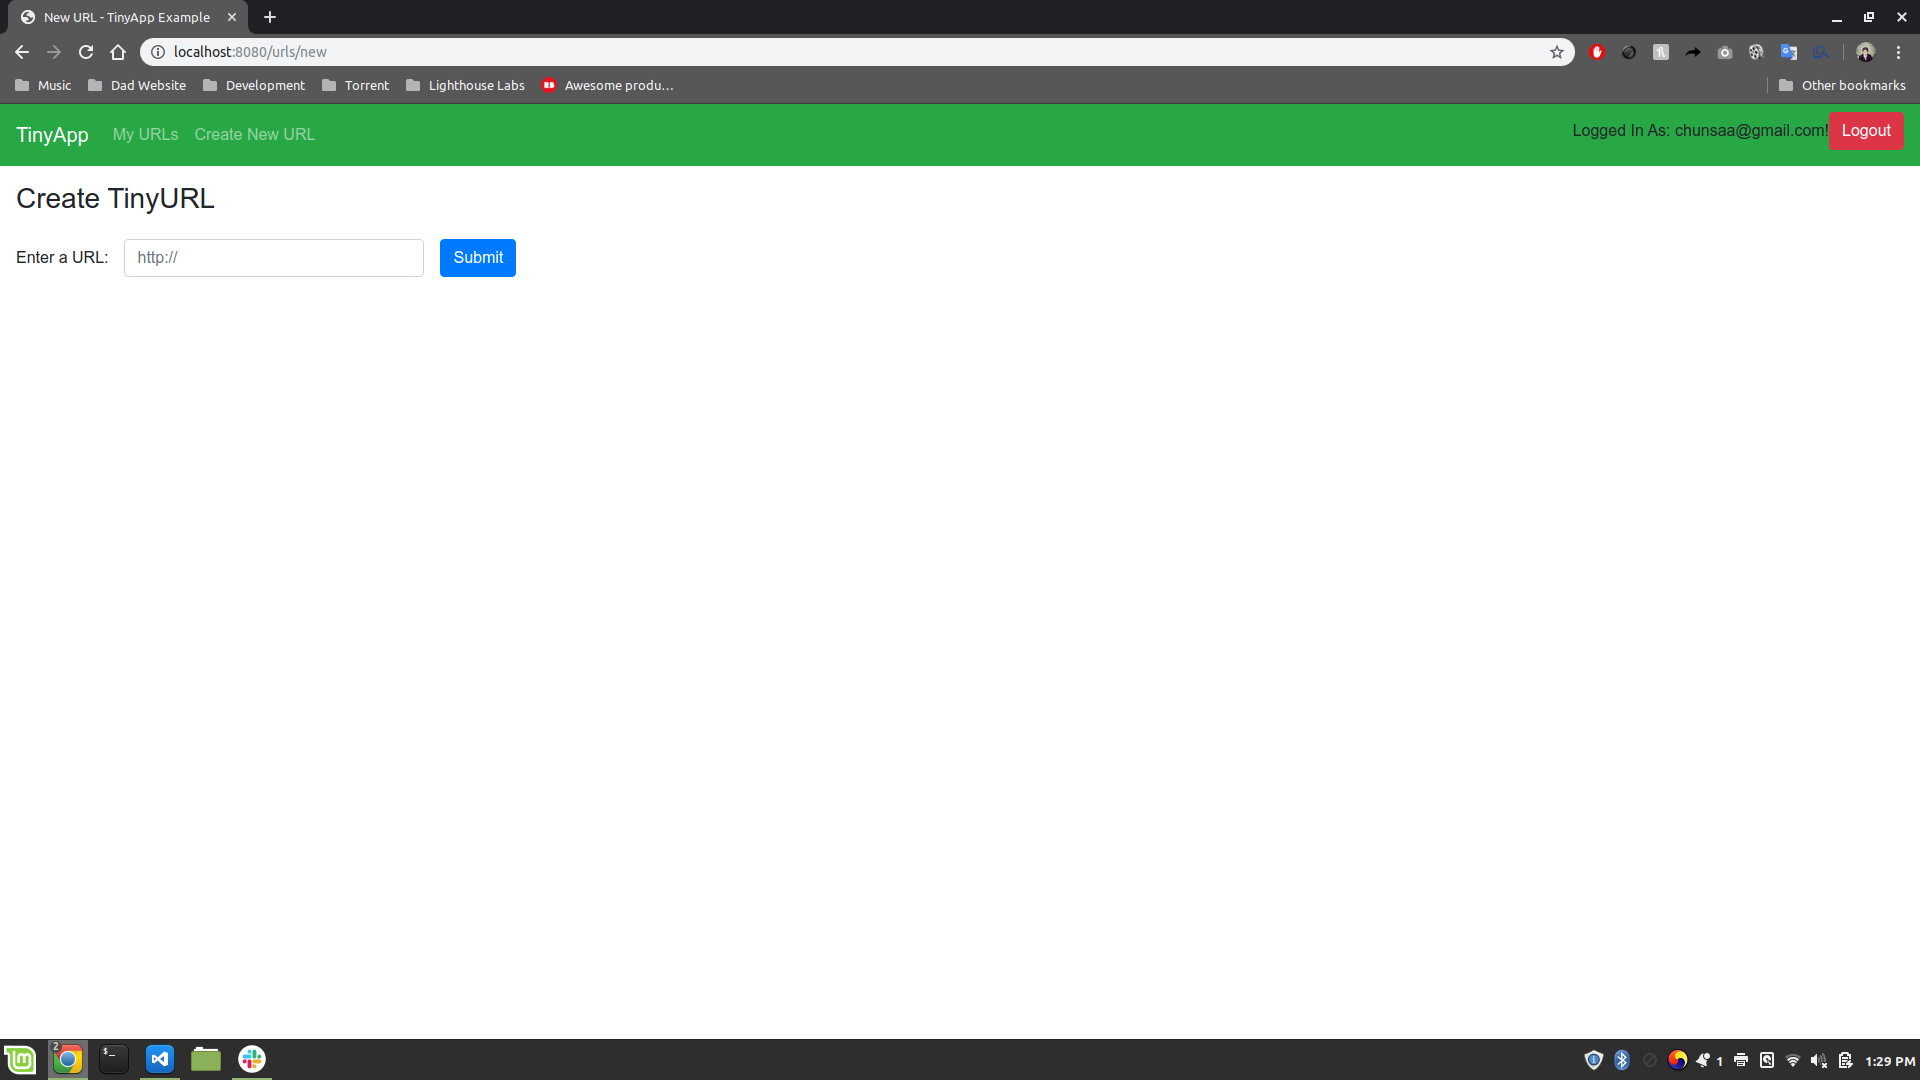 New URL - TinyApp Example
localhost:8080/urls/new
Music Dad Website Development Torrent Lighthouse Labs Awesome produ… Other bookmarks
TinyApp My URLs Create New URL Logged In As: chunsaa@gmail.com! Logout
Create TinyURL
Enter a URL: http:// Submit
2 $_ 1 1:29 PM